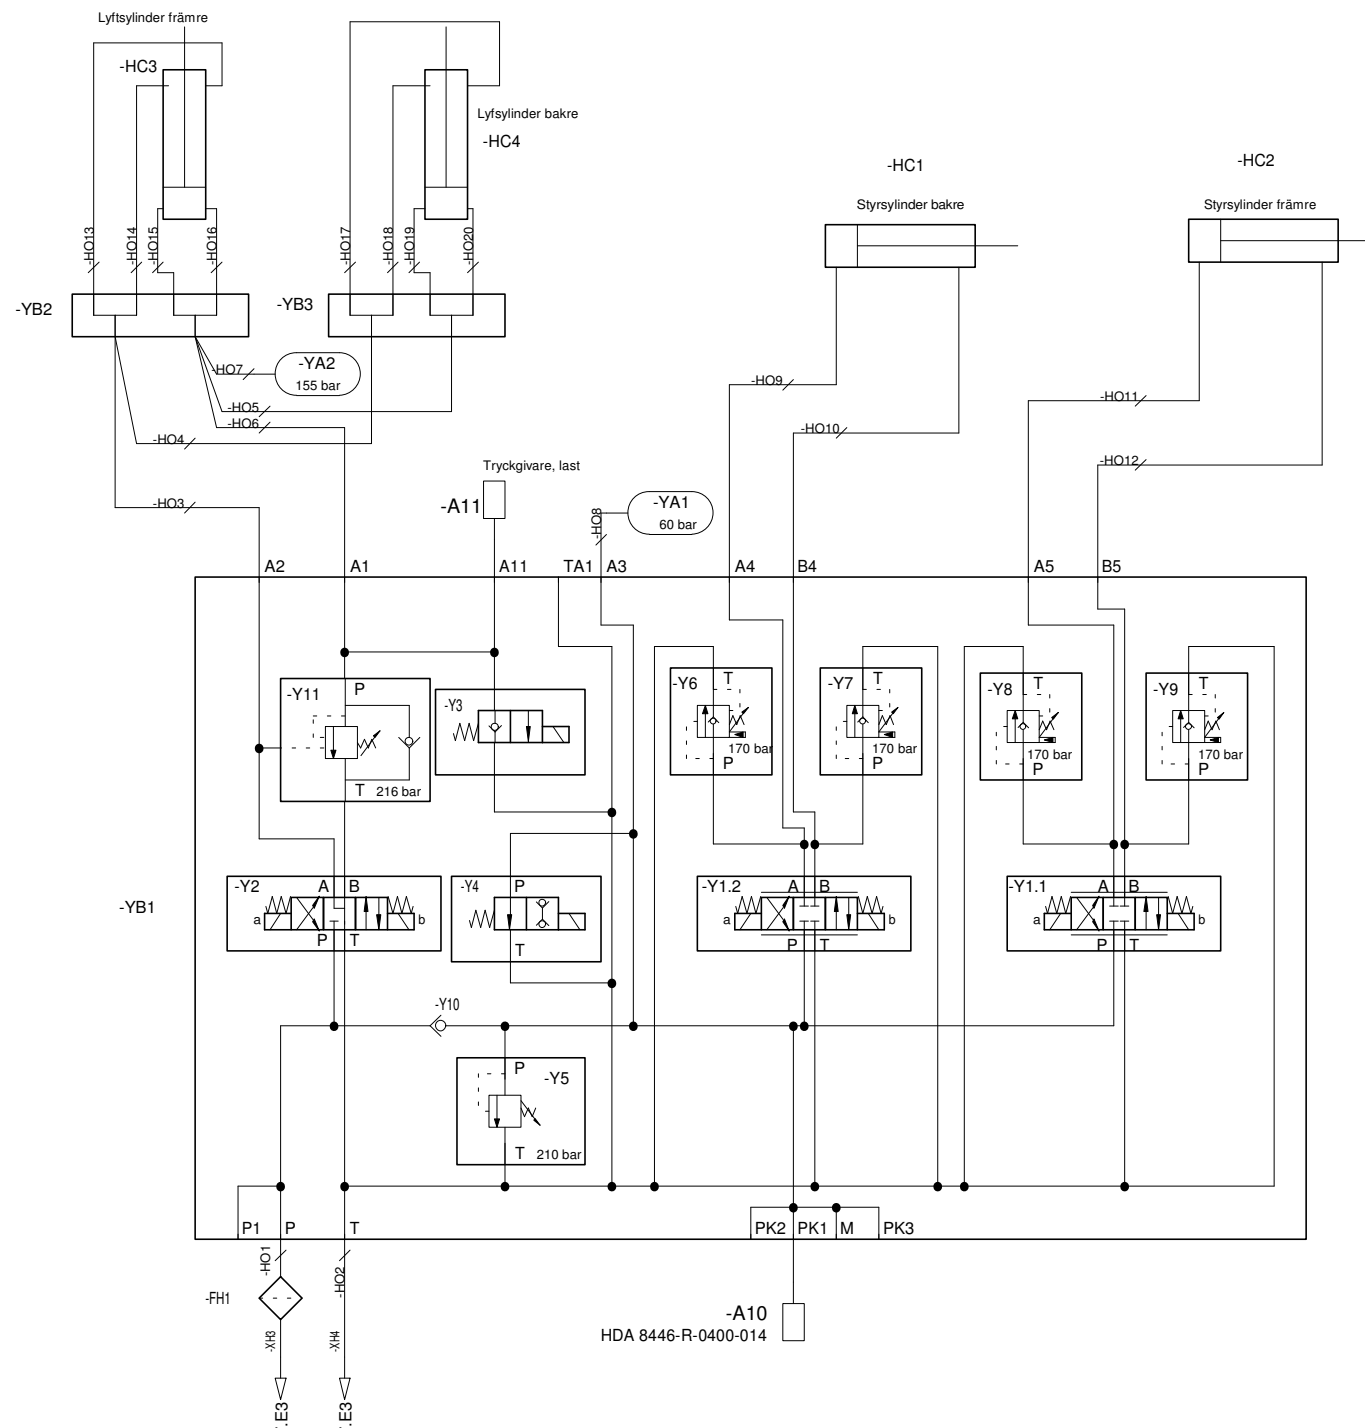 Lyftsylinder främre
-HC3
Lyfsylinder bakre
-HC4
-HC1
-HC2
Styrsylinder bakre
Styrsylinder främre
-HO13
-HO14
-HO15
-HO16
-HO17
-HO18
-HO19
-HO20
-YB2
-YB3
-YA2
155 bar
-HO7
-HO5
-HO6
-HO4
-HO3
-HO9
-HO10
-HO11
-HO12
Tryckgivare, last
-A11
-YA1
60 bar
-HO8
A2
A1
A11
TA1
A3
A4
B4
A5
B5
-Y11
P
T
216 bar
-Y3
-Y6
T
170 bar
P
-Y7
T
170 bar
P
-Y8
T
170 bar
P
-Y9
T
170 bar
P
-YB1
-Y2
A
B
a
b
P
T
-Y4
P
T
-Y1.2
A
B
a
b
P
T
-Y1.1
A
B
a
b
P
T
-Y10
P
-Y5
T
210 bar
P1
P
T
PK2
PK1
M
PK3
-HO1
-HO2
-FH1
-XH3
-XH4
-A10
HDA 8446-R-0400-014
.E3
.E3